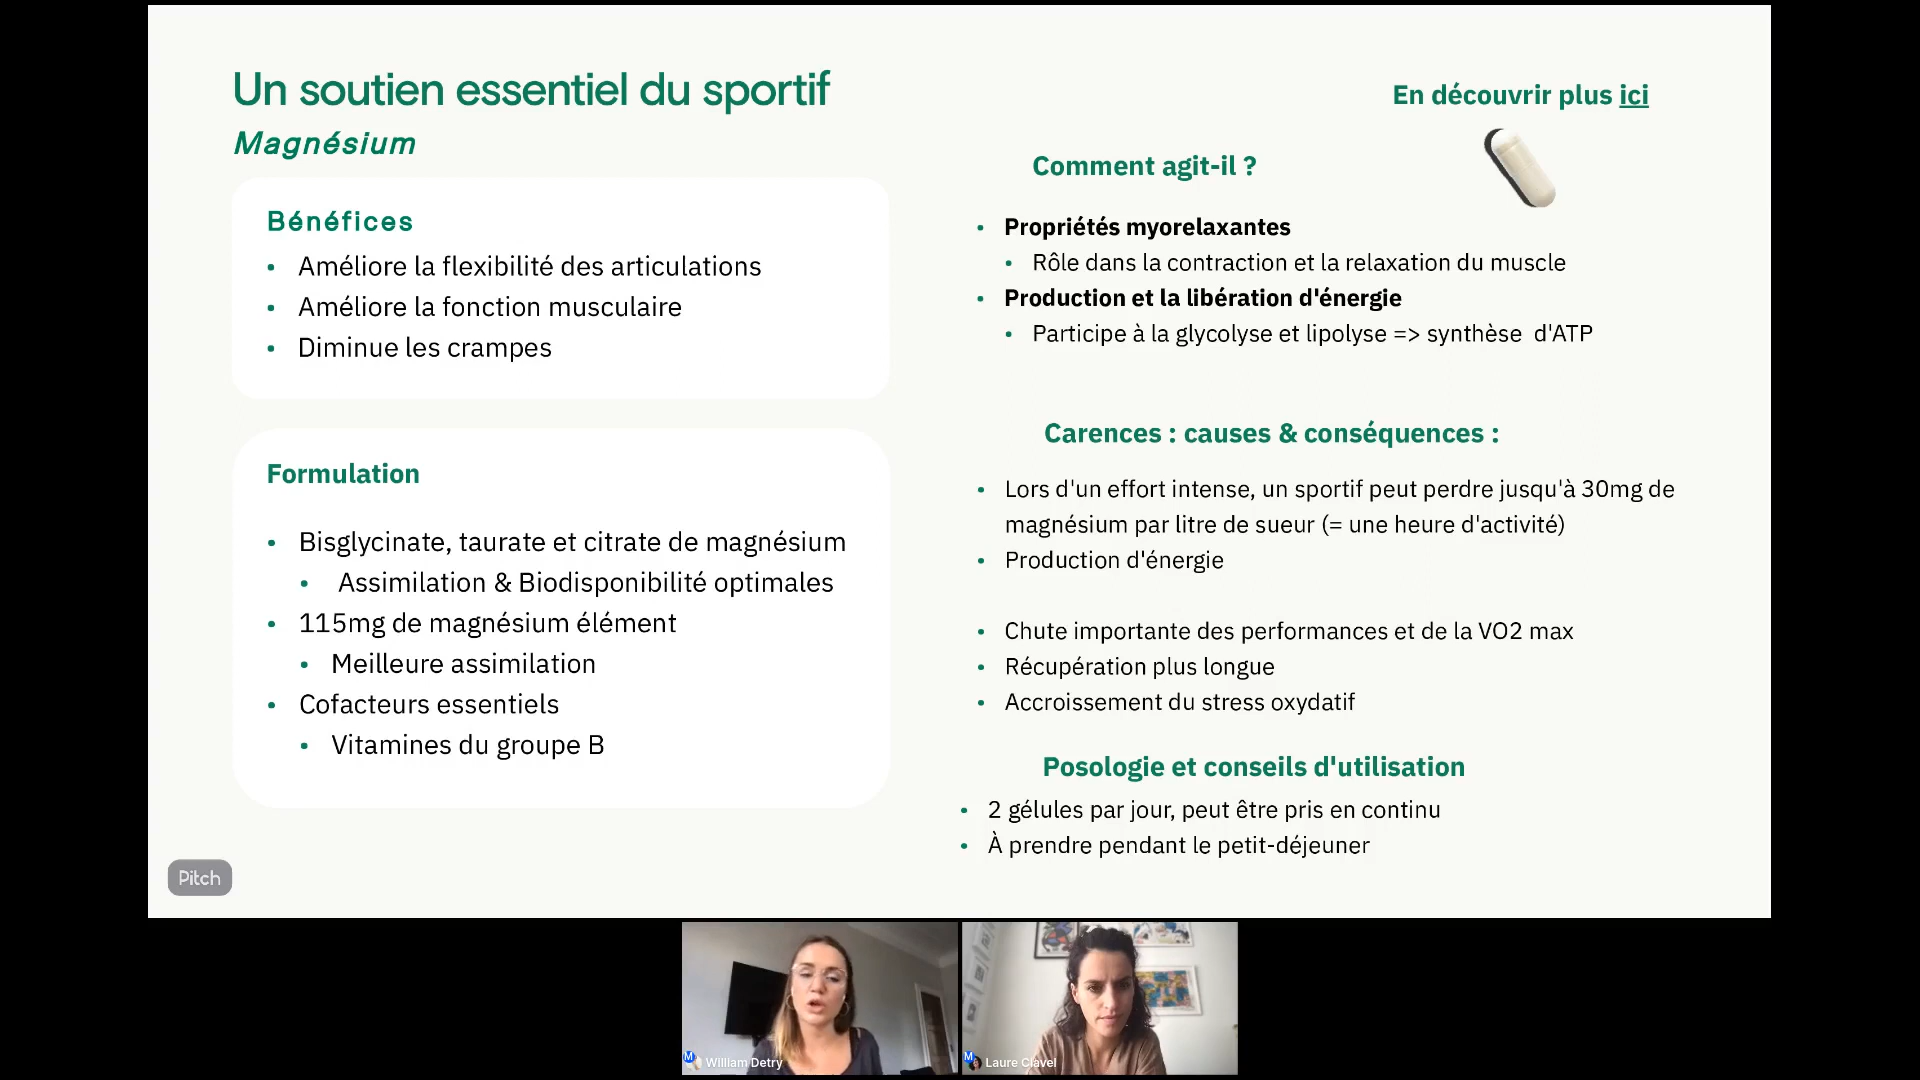 Un soutien essentiel du sportif
Magnésium
Bénéfices
• Améliore la flexibilité des articulations
• Améliore la fonction musculaire
• Diminue les crampes
Formulation
• Bisglycinate, taurate et citrate de magnésium
• Assimilation & Biodisponibilité optimales
• 115mg de magnésium élément
• Meilleure assimilation
• Cofacteurs essentiels
• Vitamines du groupe B
En découvrir plus ici
Comment agit-il ?
• Propriétés myorelaxantes
• Rôle dans la contraction et la relaxation du muscle
• Production et la libération d'énergie
• Participe à la glycolyse et lipolyse => synthèse d'ATP
Carences : causes & conséquences :
• Lors d'un effort intense, un sportif peut perdre jusqu'à 30mg de
magnésium par litre de sueur (= une heure d'activité)
• Production d'énergie
• Chute importante des performances et de la VO2 max
• Récupération plus longue
• Accroissement du stress oxydatif
Posologie et conseils d'utilisation
• 2 gélules par jour, peut être pris en continu
• À prendre pendant le petit-déjeuner
Pitch
M William Detry
M Laure Clavel